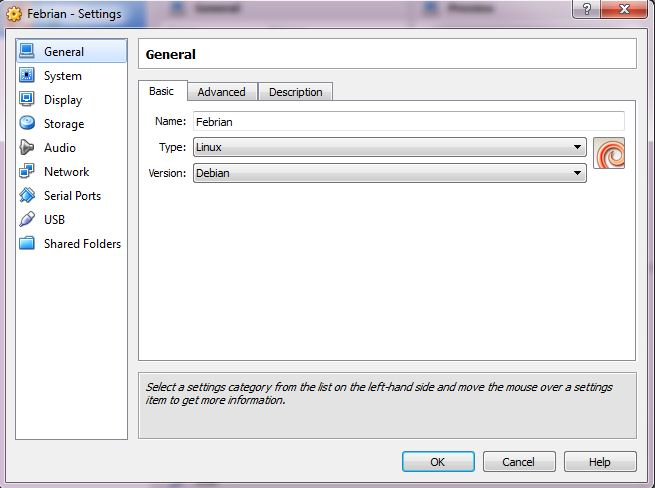 Febrian - Settings
General
Preview
General
System
Display
Storage
Audio
Network
Serial Ports
USB
Shared Folders
General
Basic
Advanced
Description
Name: Febrian
Type: Linux
Version: Debian
Select a settings category from the list on the left-hand side and move the mouse over a settings
item to get more information.
OK
Cancel
Help